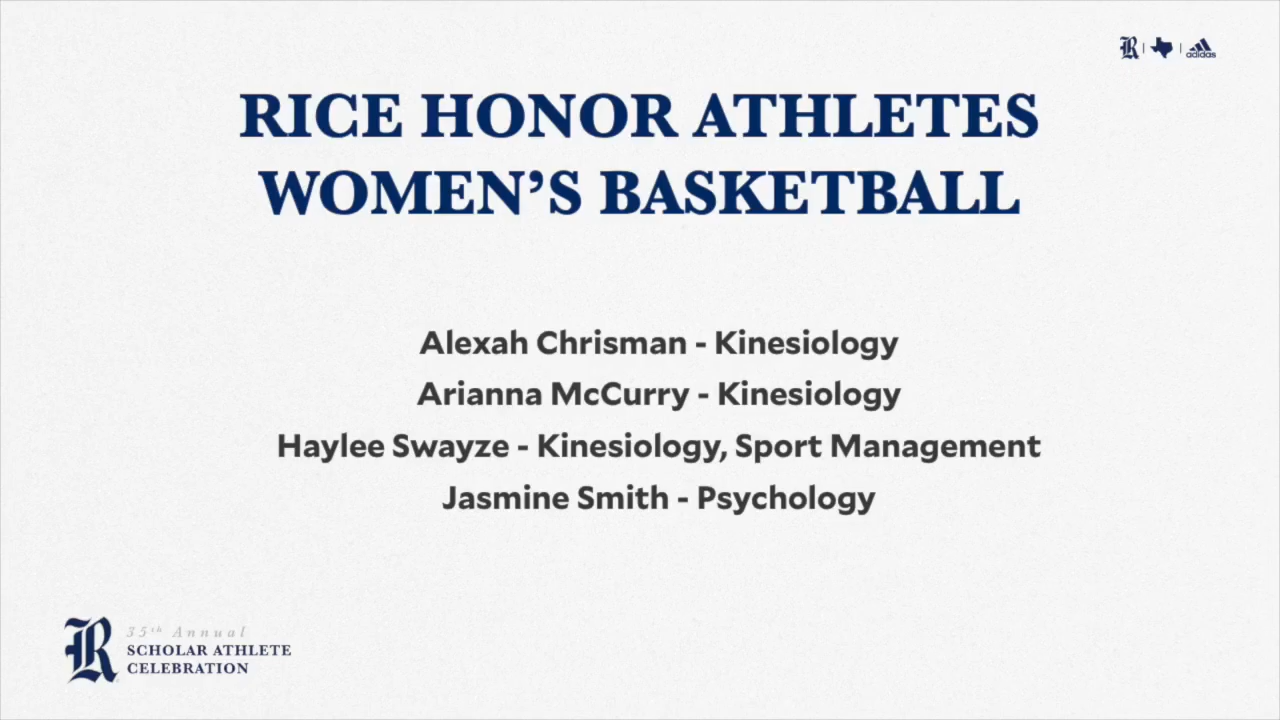 R | adidas
RICE HONOR ATHLETES
WOMEN’S BASKETBALL
Alexah Chrisman - Kinesiology
Arianna McCurry - Kinesiology
Haylee Swayze - Kinesiology, Sport Management
Jasmine Smith - Psychology
R
35th Annual
SCHOLAR ATHLETE
CELEBRATION